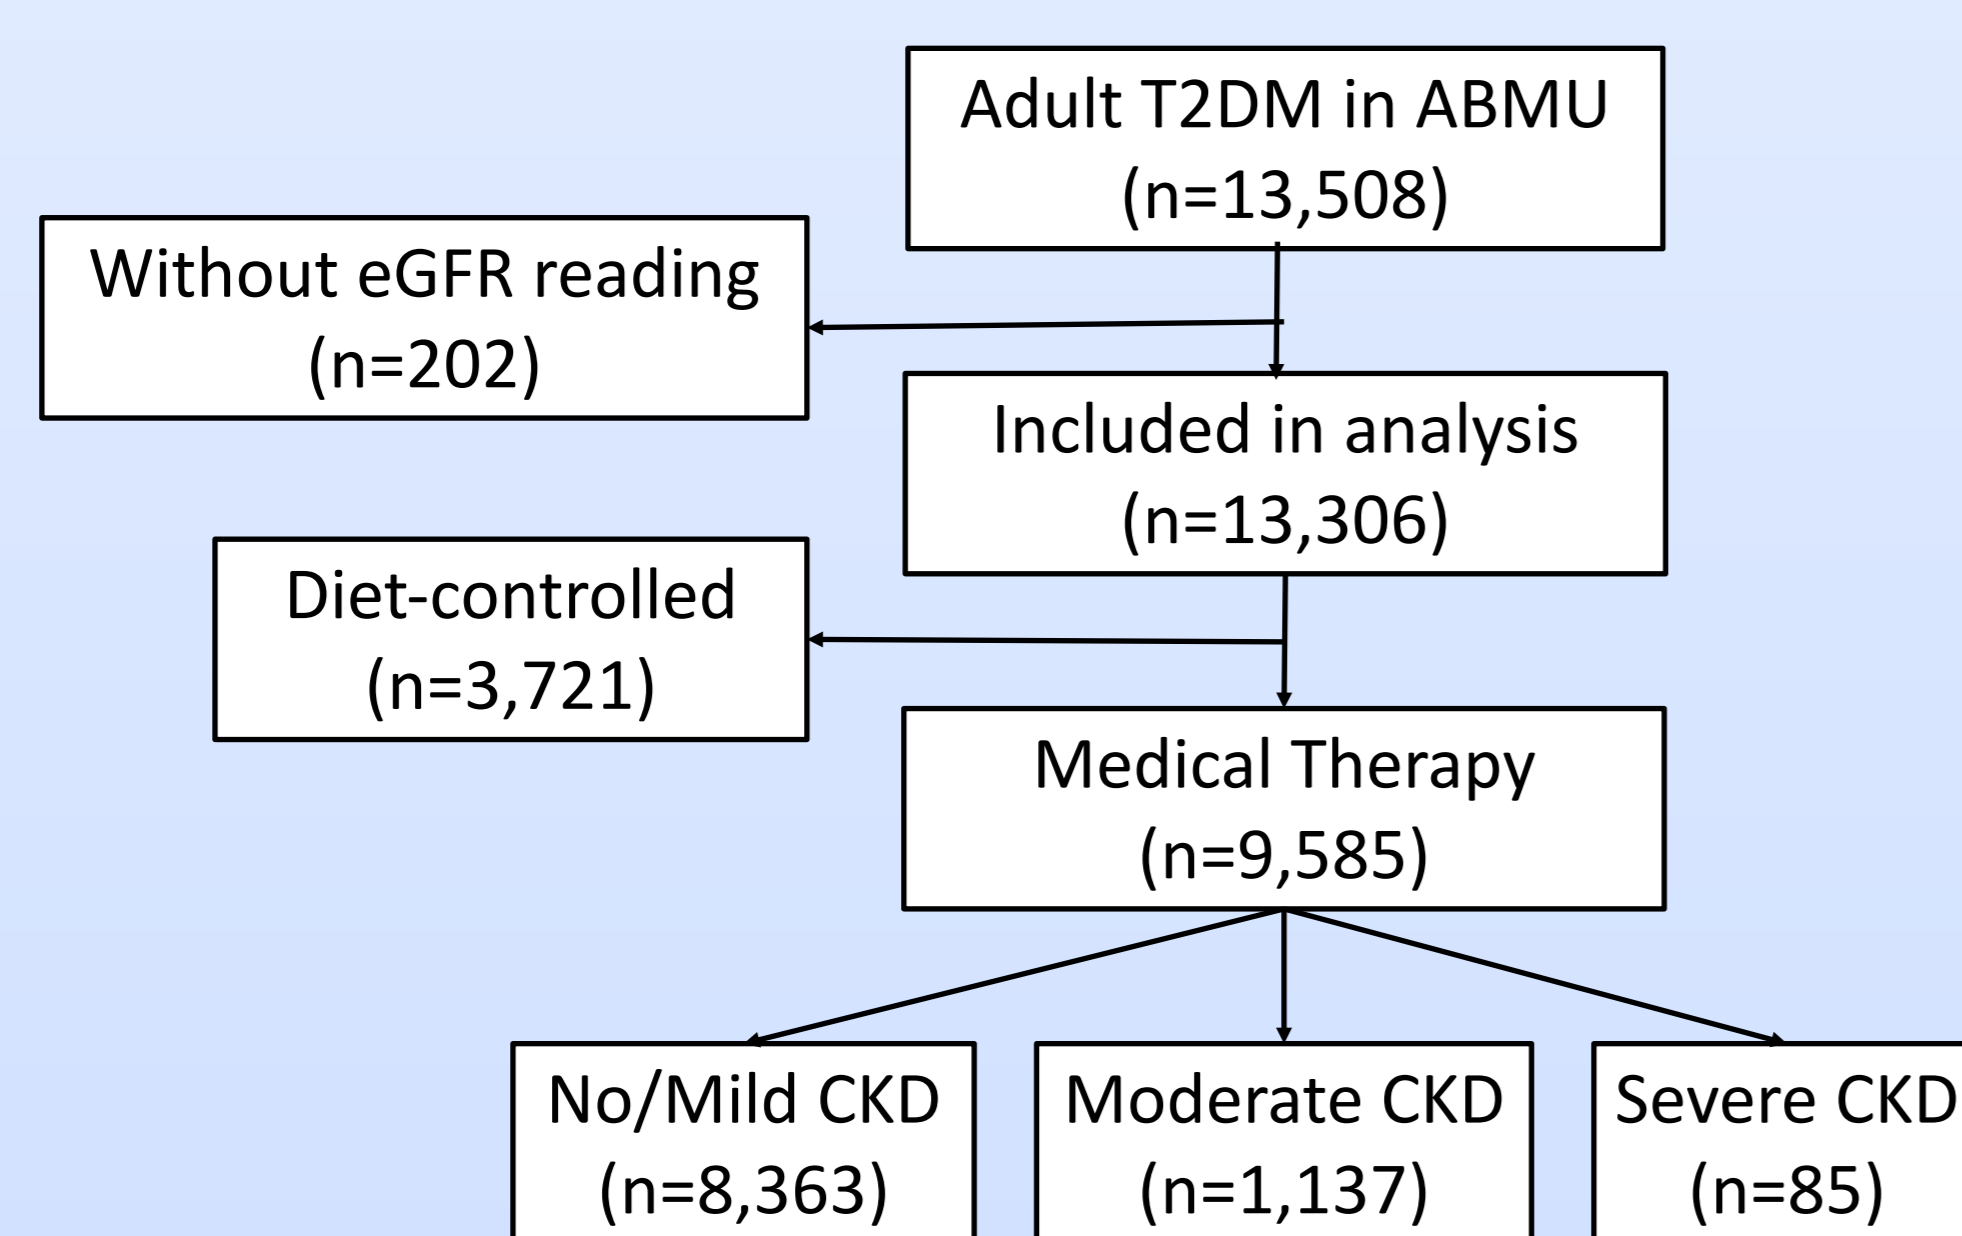 Adult T2DM in ABMU
(n=13,508)
Without eGFR reading
(n=202)
Included in analysis
(n=13,306)
Diet-controlled
(n=3,721)
Medical Therapy
(n=9,585)
No/Mild CKD
(n=8,363)
Moderate CKD
(n=1,137)
Severe CKD
(n=85)